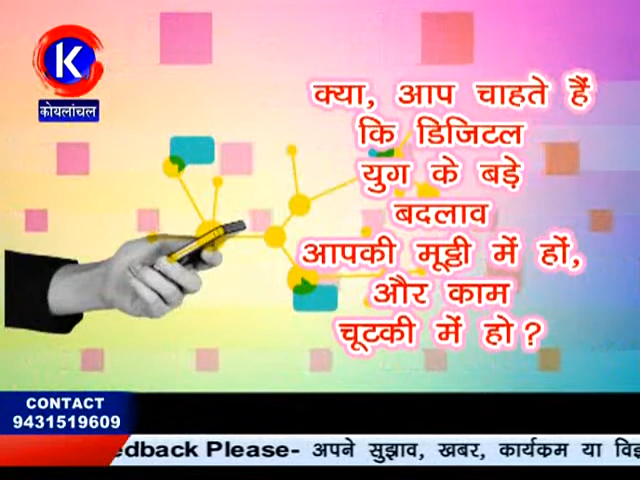 K
कोयलांचल
क्या, आप चाहते हैं
कि डिजिटल
युग के बड़े
बदलाव
आपकी मूट्ठी में हों,
और काम
चूटकी में हो ?
CONTACT
9431519609
edback Please- अपने सुझाव, खबर, कार्यकम या विइ